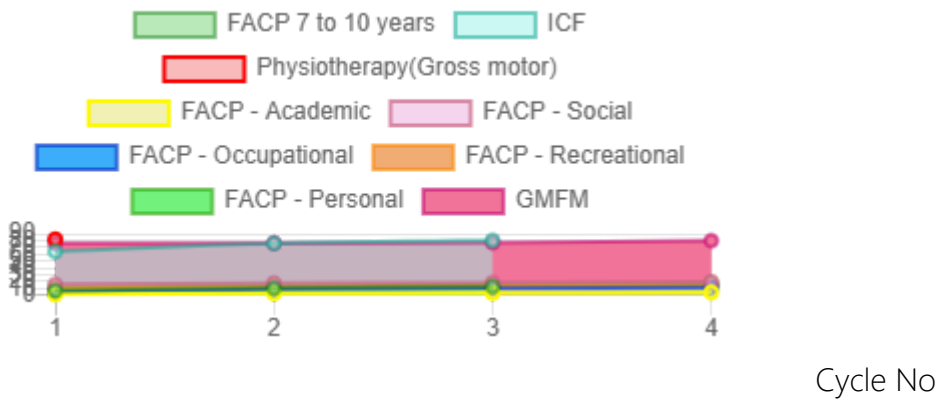 FACP 7 to 10 years ICF
Physiotherapy(Gross motor)
FACP - Academic FACP - Social
FACP - Occupational FACP - Recreational
FACP - Personal GMFM
90
0
1 2 3 4
Cycle No